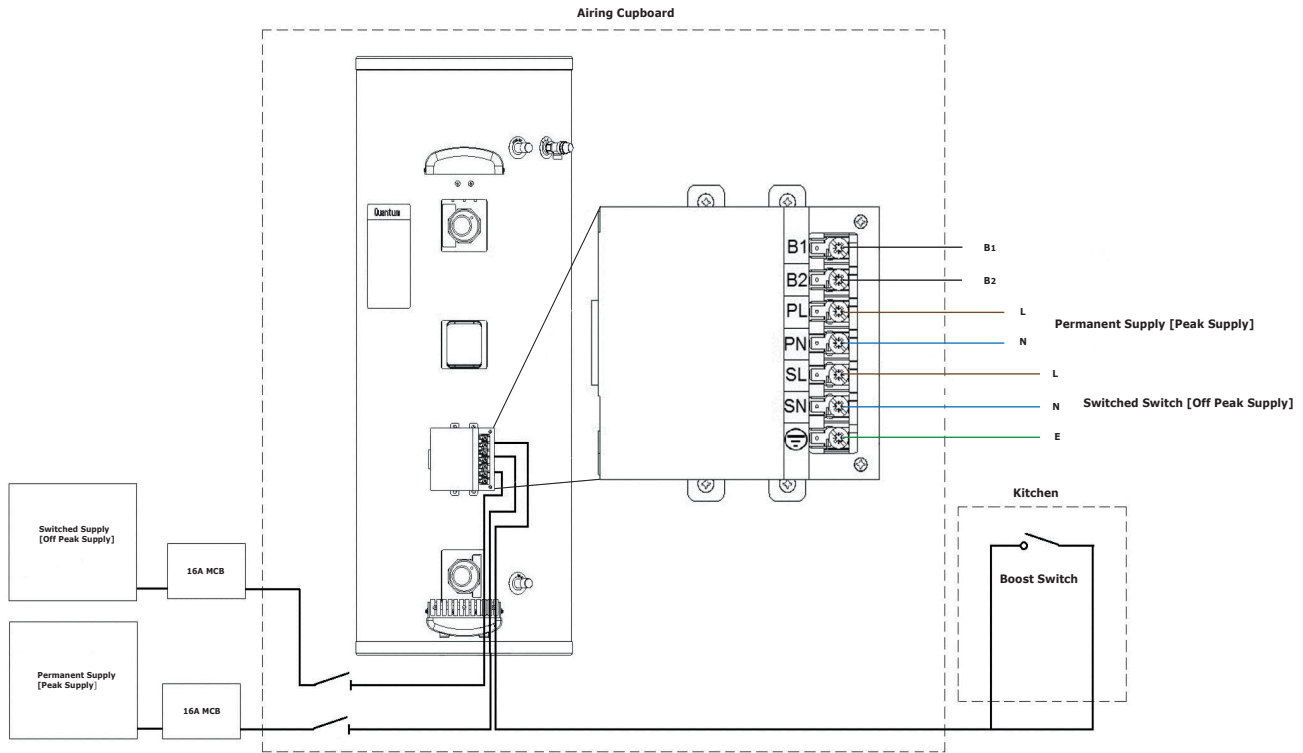 Airing Cupboard
Quantum
B1
B2
PL
PN
SL
SN
B1
B2
L
N
Permanent Supply [Peak Supply]
L
N
Switched Switch [Off Peak Supply]
E
Kitchen
Boost Switch
Switched Supply
[Off Peak Supply]
16A MCB
Permanent Supply
[Peak Supply]
16A MCB